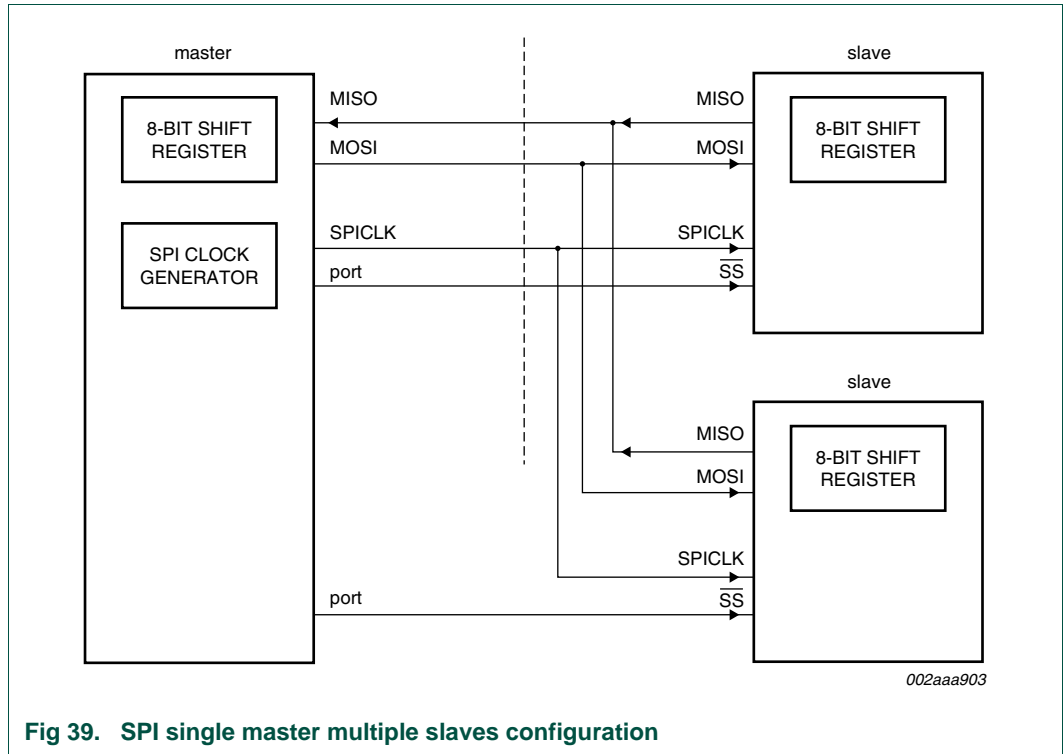 master
slave
MISO
MISO
8-BIT SHIFT
REGISTER
8-BIT SHIFT
REGISTER
MOSI
MOSI
SPICLK
SPICLK
SPI CLOCK
GENERATOR
port
SS
slave
MISO
8-BIT SHIFT
REGISTER
MOSI
SPICLK
port
SS
002aaa903
Fig 39. SPI single master multiple slaves configuration